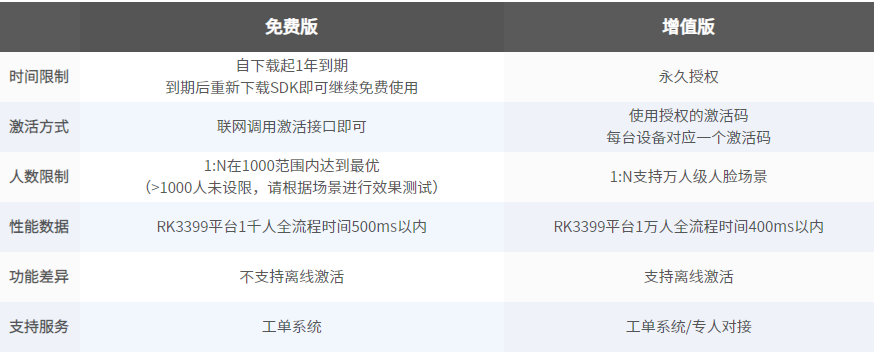 免费版 增值版
时间限制
自下载起1年到期
到期后重新下载SDK即可继续免费使用
永久授权
激活方式
联网调用激活接口即可
使用授权的激活码
每台设备对应一个激活码
人数限制
1:N在1000范围内达到最优
（>1000人未设限，请根据场景进行效果测试）
1:N支持万人级人脸场景
性能数据
RK3399平台1千人全流程时间500ms以内
RK3399平台1万人全流程时间400ms以内
功能差异
不支持离线激活
支持离线激活
支持服务
工单系统
工单系统/专人对接